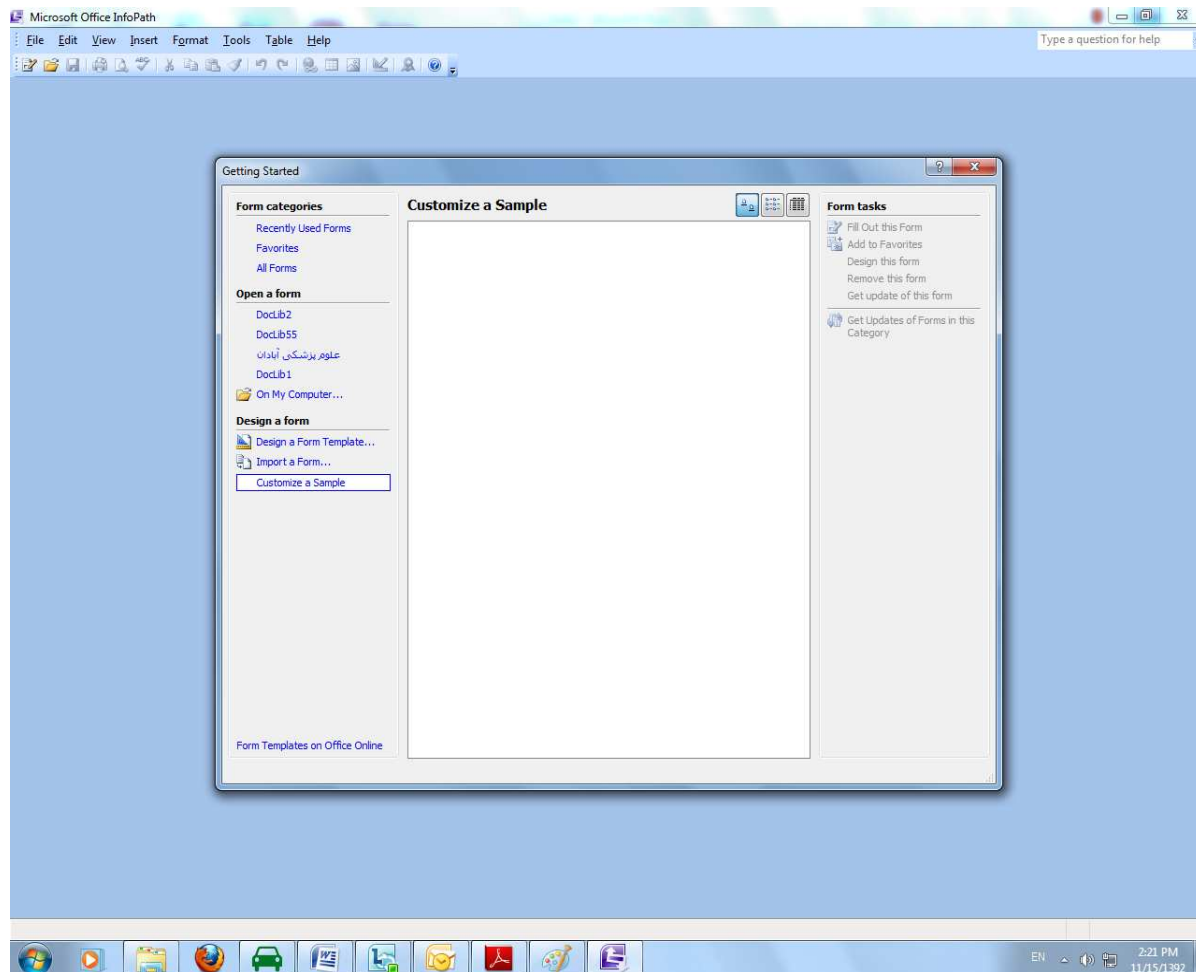 Microsoft Office InfoPath
File Edit View Insert Format Tools Table Help
Type a question for help
Getting Started
Form categories
Recently Used Forms
Favorites
All Forms
Open a form
DocLib2
DocLib55
علوم پزشکی آبادان
DocLib1
On My Computer...
Design a form
Design a Form Template...
Import a Form...
Customize a Sample
Form Templates on Office Online
Customize a Sample
Form tasks
Fill Out this Form
Add to Favorites
Design this form
Remove this form
Get update of this form
Get Updates of Forms in this
Category
EN
2:21 PM
11/15/1392